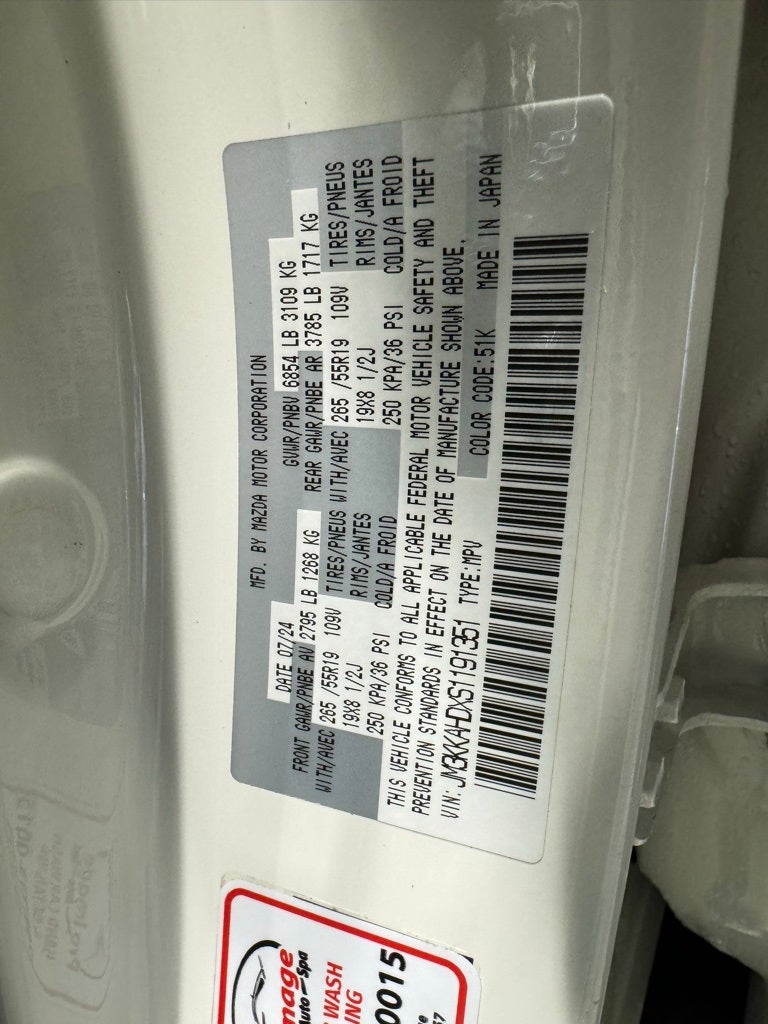 MFD. BY MAZDA MOTOR CORPORATION
DATE 07/24 GVWR/PNBV 6854 LB 3109 KG
FRONT GAWR/PNBE AV 2795 LB 1268 KG REAR GAWR/PNBE AR 3785 LB 1717 KG
WITH/AVEC 265 /55R19 109V TIRES/PNEUS WITH/AVEC 265 /55R19 109V TIRES/PNEUS
19X8 1/2J RIMS/JANTES 19X8 1/2J RIMS/JANTES
250 KPA/36 PSI COLD/A FROID 250 KPA/36 PSI COLD/A FROID
THIS VEHICLE CONFORMS TO ALL APPLICABLE FEDERAL MOTOR VEHICLE SAFETY AND THEFT
PREVENTION STANDARDS IN EFFECT ON THE DATE OF MANUFACTURE SHOWN ABOVE.
VIN:JM3KKAHDXS1191351 TYPE:MPV COLOR CODE:51K MADE IN JAPAN
mage
Auto Spa
WASH
ING
0015